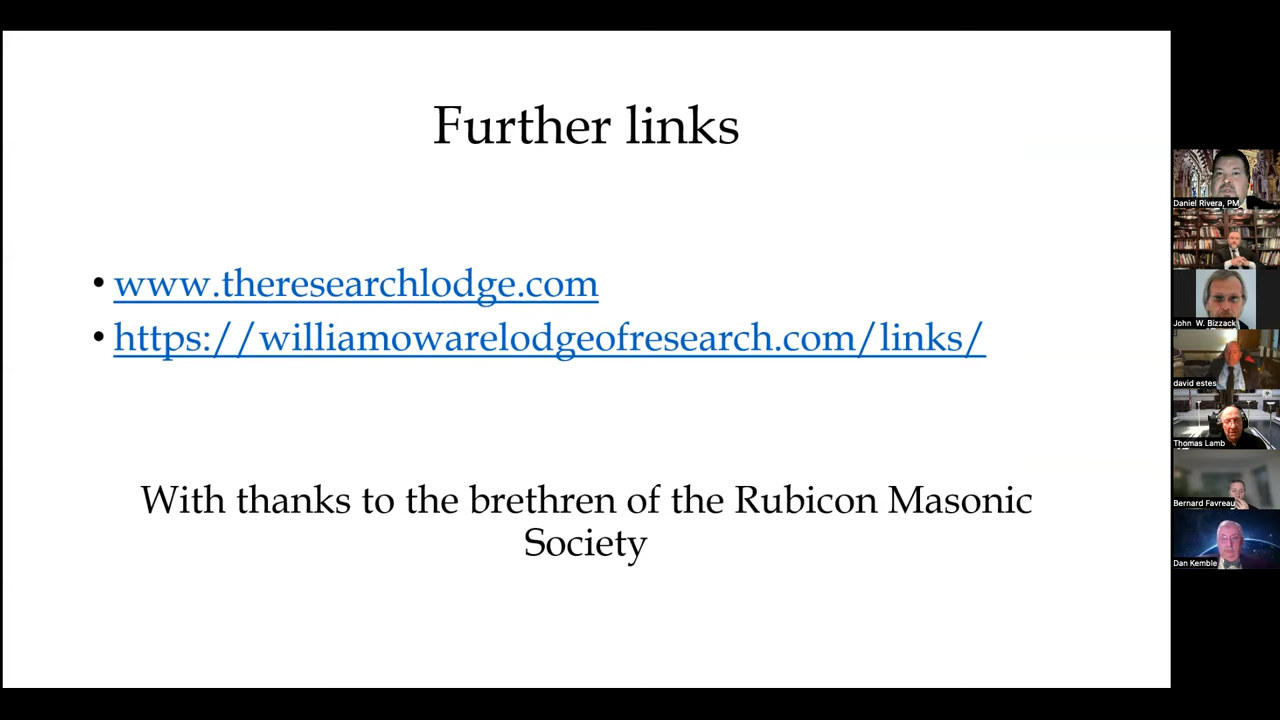 Further links
• www.theresearchlodge.com
• https://williamowarelodgeofresearch.com/links/
With thanks to the brethren of the Rubicon Masonic
Society
Daniel Rivera, PM
John W. Bizzack
david estes
Thomas Lamb
Bernard Favreau
Dan Kemble